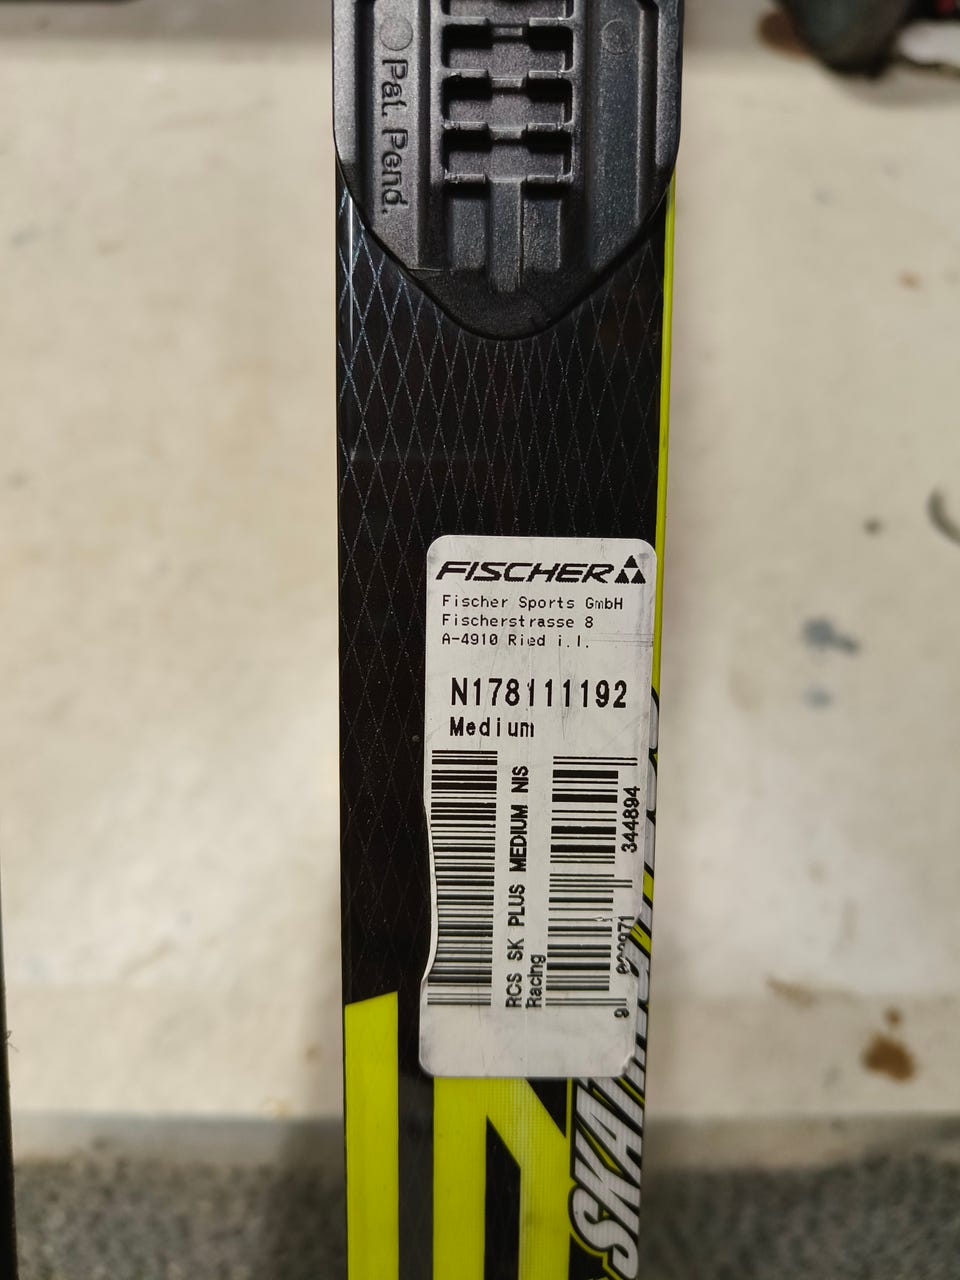 Pat. Pend.
FISCHER
Fischer Sports GmbH
Fischerstrasse 8
A-4910 Ried i.I.
N178111192
Medium
RCS SK PLUS MEDIUM NIS
Racing
9
344894